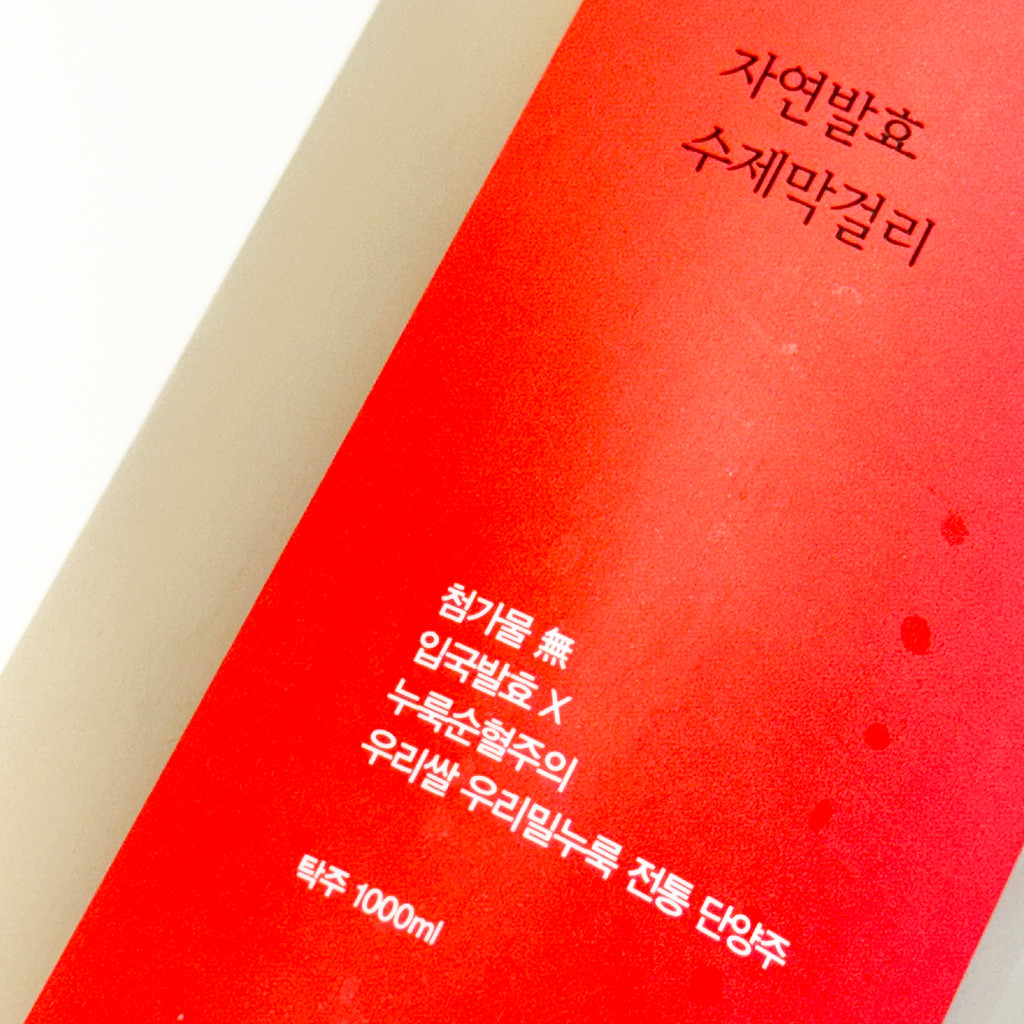 자연발효
수제막걸리
첨가물 無
입국발효 X
누룩순혈주의
우리쌀 우리밀누룩 전통 단양주
탁주 1000ml